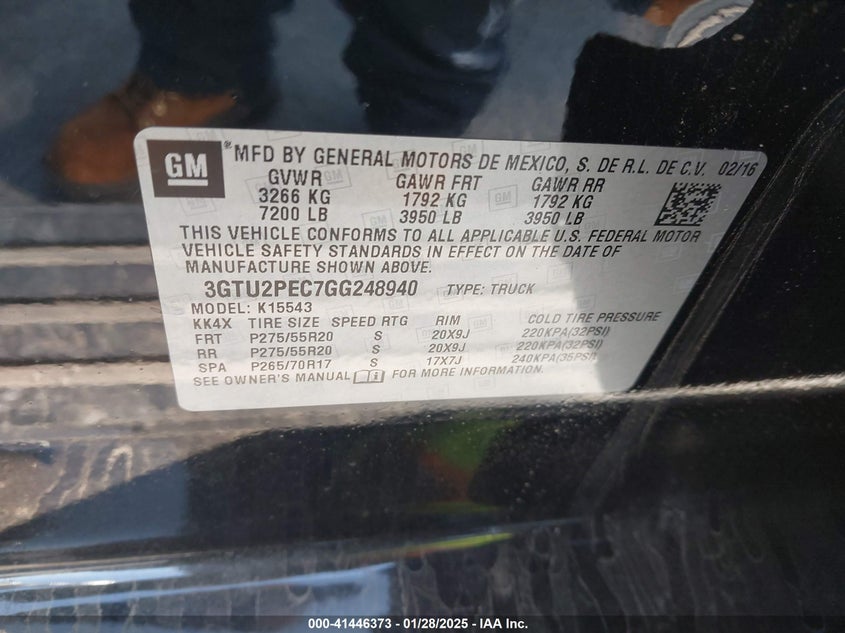 GM
®MFD BY GENERAL MOTORS DE MEXICO, S. DE R.L. DE C.V. 02/16
GVWR GAWR FRT GAWR RR
3266 KG 1792 KG 1792 KG
7200 LB 3950 LB 3950 LB
THIS VEHICLE CONFORMS TO ALL APPLICABLE U.S. FEDERAL MOTOR
VEHICLE SAFETY STANDARDS IN EFFECT ON THE DATE OF
MANUFACTURE SHOWN ABOVE.
3GTU2PEC7GG248940 TYPE: TRUCK
MODEL: K15543
KK4X TIRE SIZE SPEED RTG RIM COLD TIRE PRESSURE
FRT P275/55R20 S 20X9J 220KPA(32PSI)
RR P275/55R20 S 20X9J 220KPA(32PSI)
SPA P265/70R17 S 17X7J 240KPA(35PSI)
SEE OWNER'S MANUAL FOR MORE INFORMATION.
000-41446373 - 01/28/2025 - IAA Inc.